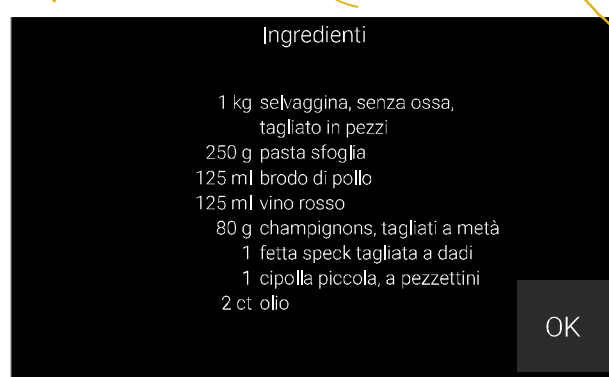 Ingredienti
1 kg selvaggina, senza ossa,
tagliato in pezzi
250 g pasta sfoglia
125 ml brodo di pollo
125 ml vino rosso
80 g champignons, tagliati a metà
1 fetta speck tagliata a dadi
1 cipolla piccola, a pezzettini
2 ct olio
OK